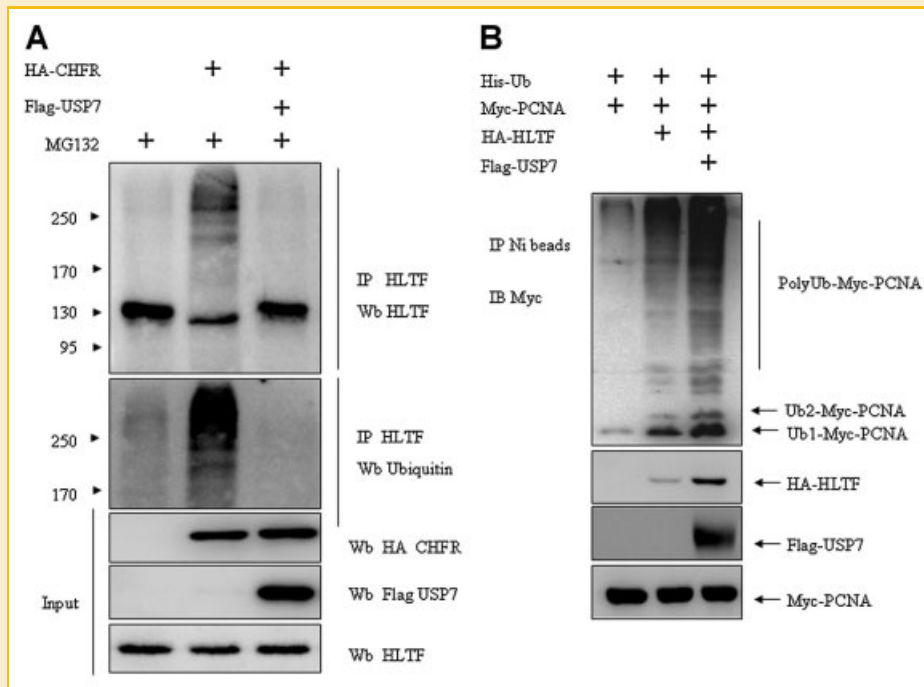 A
HA-CHFR + +
Flag-USP7 +
MG132 + + +
250
170
130
95
IP HLTF
Wb HLTF
250
170
IP HLTF
Wb Ubiquitin
Input
Wb HA CHFR
Wb Flag USP7
Wb HLTF
B
His-Ub + + +
Myc-PCNA + + +
HA-HLTF + +
Flag-USP7 +
IP Ni beads
IB Myc
PolyUb-Myc-PCNA
Ub2-Myc-PCNA
Ub1-Myc-PCNA
HA-HLTF
Flag-USP7
Myc-PCNA